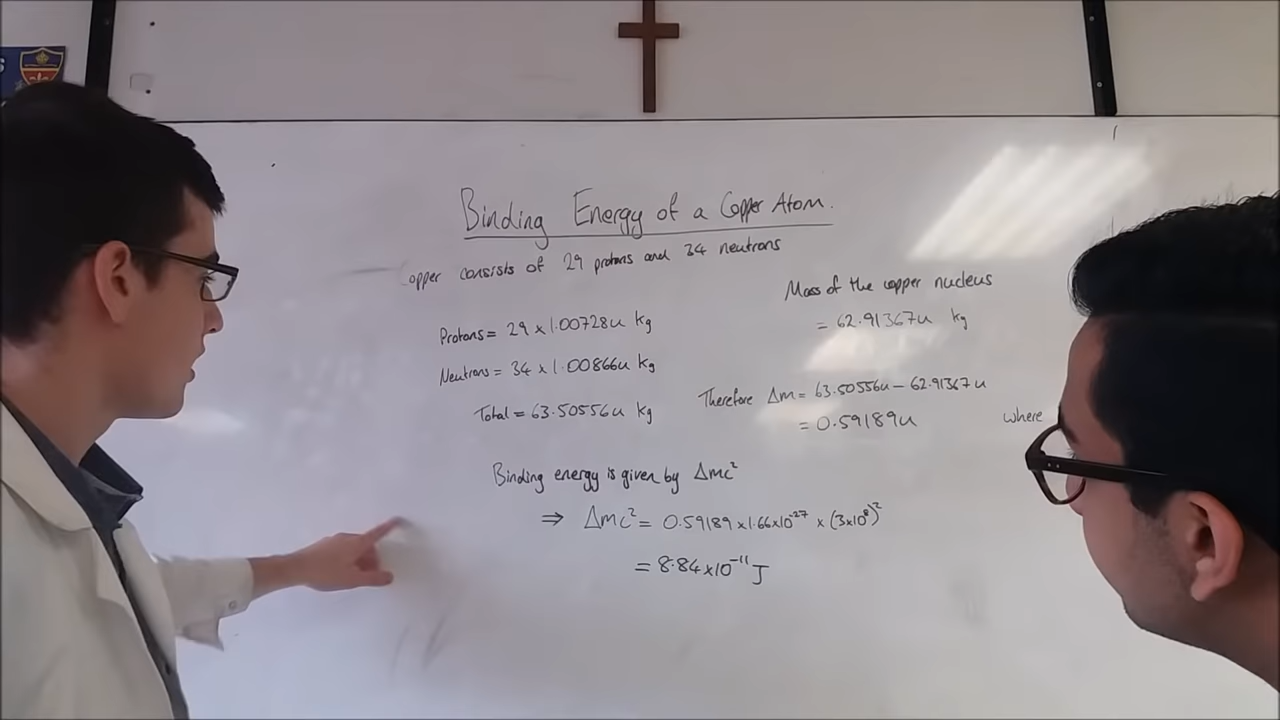 Binding Energy of a Copper Atom.
Copper consists of 29 protons and 34 neutrons
Protons = 29 x 1.00728u kg
Neutrons = 34 x 1.00866u kg
Total = 63.50556u kg
Mass of the copper nucleus
= 62.91367u kg
Therefore Δm = 63.50556u - 62.91367u
= 0.59189u where
Binding energy is given by Δmc²
⇒ Δmc² = 0.59189 x 1.66x10⁻²⁷ x (3x10⁸)²
= 8.84x10⁻¹¹ J